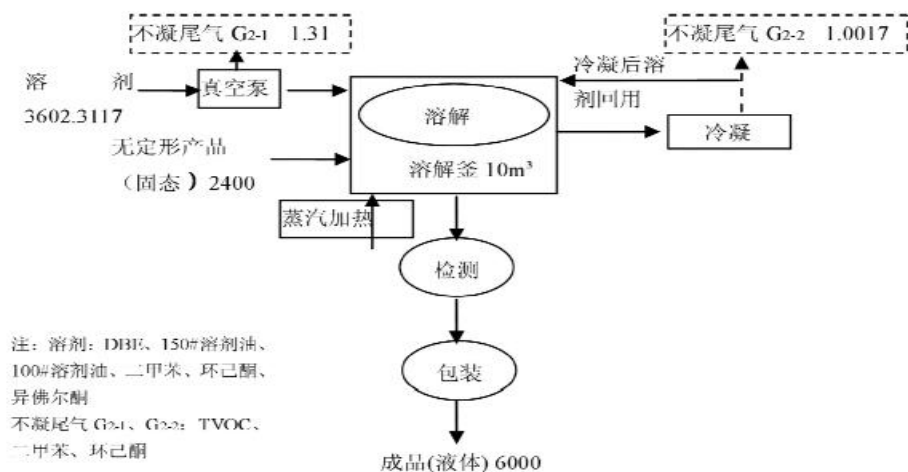 不凝尾气 G2-1 1.31
不凝尾气 G2-2 1.0017
溶 剂
3602.3117
真空泵
冷凝后溶
剂回用
溶解
冷凝
无定形产品
（固态）2400
溶解釜 10m³
蒸汽加热
检测
注：溶剂：DBE、150#溶剂油、
100#溶剂油、二甲苯、环己酮、
异佛尔酮
不凝尾气 G2-1、G2-2：TVOC、
二甲苯、环己酮
包装
成品(液体) 6000